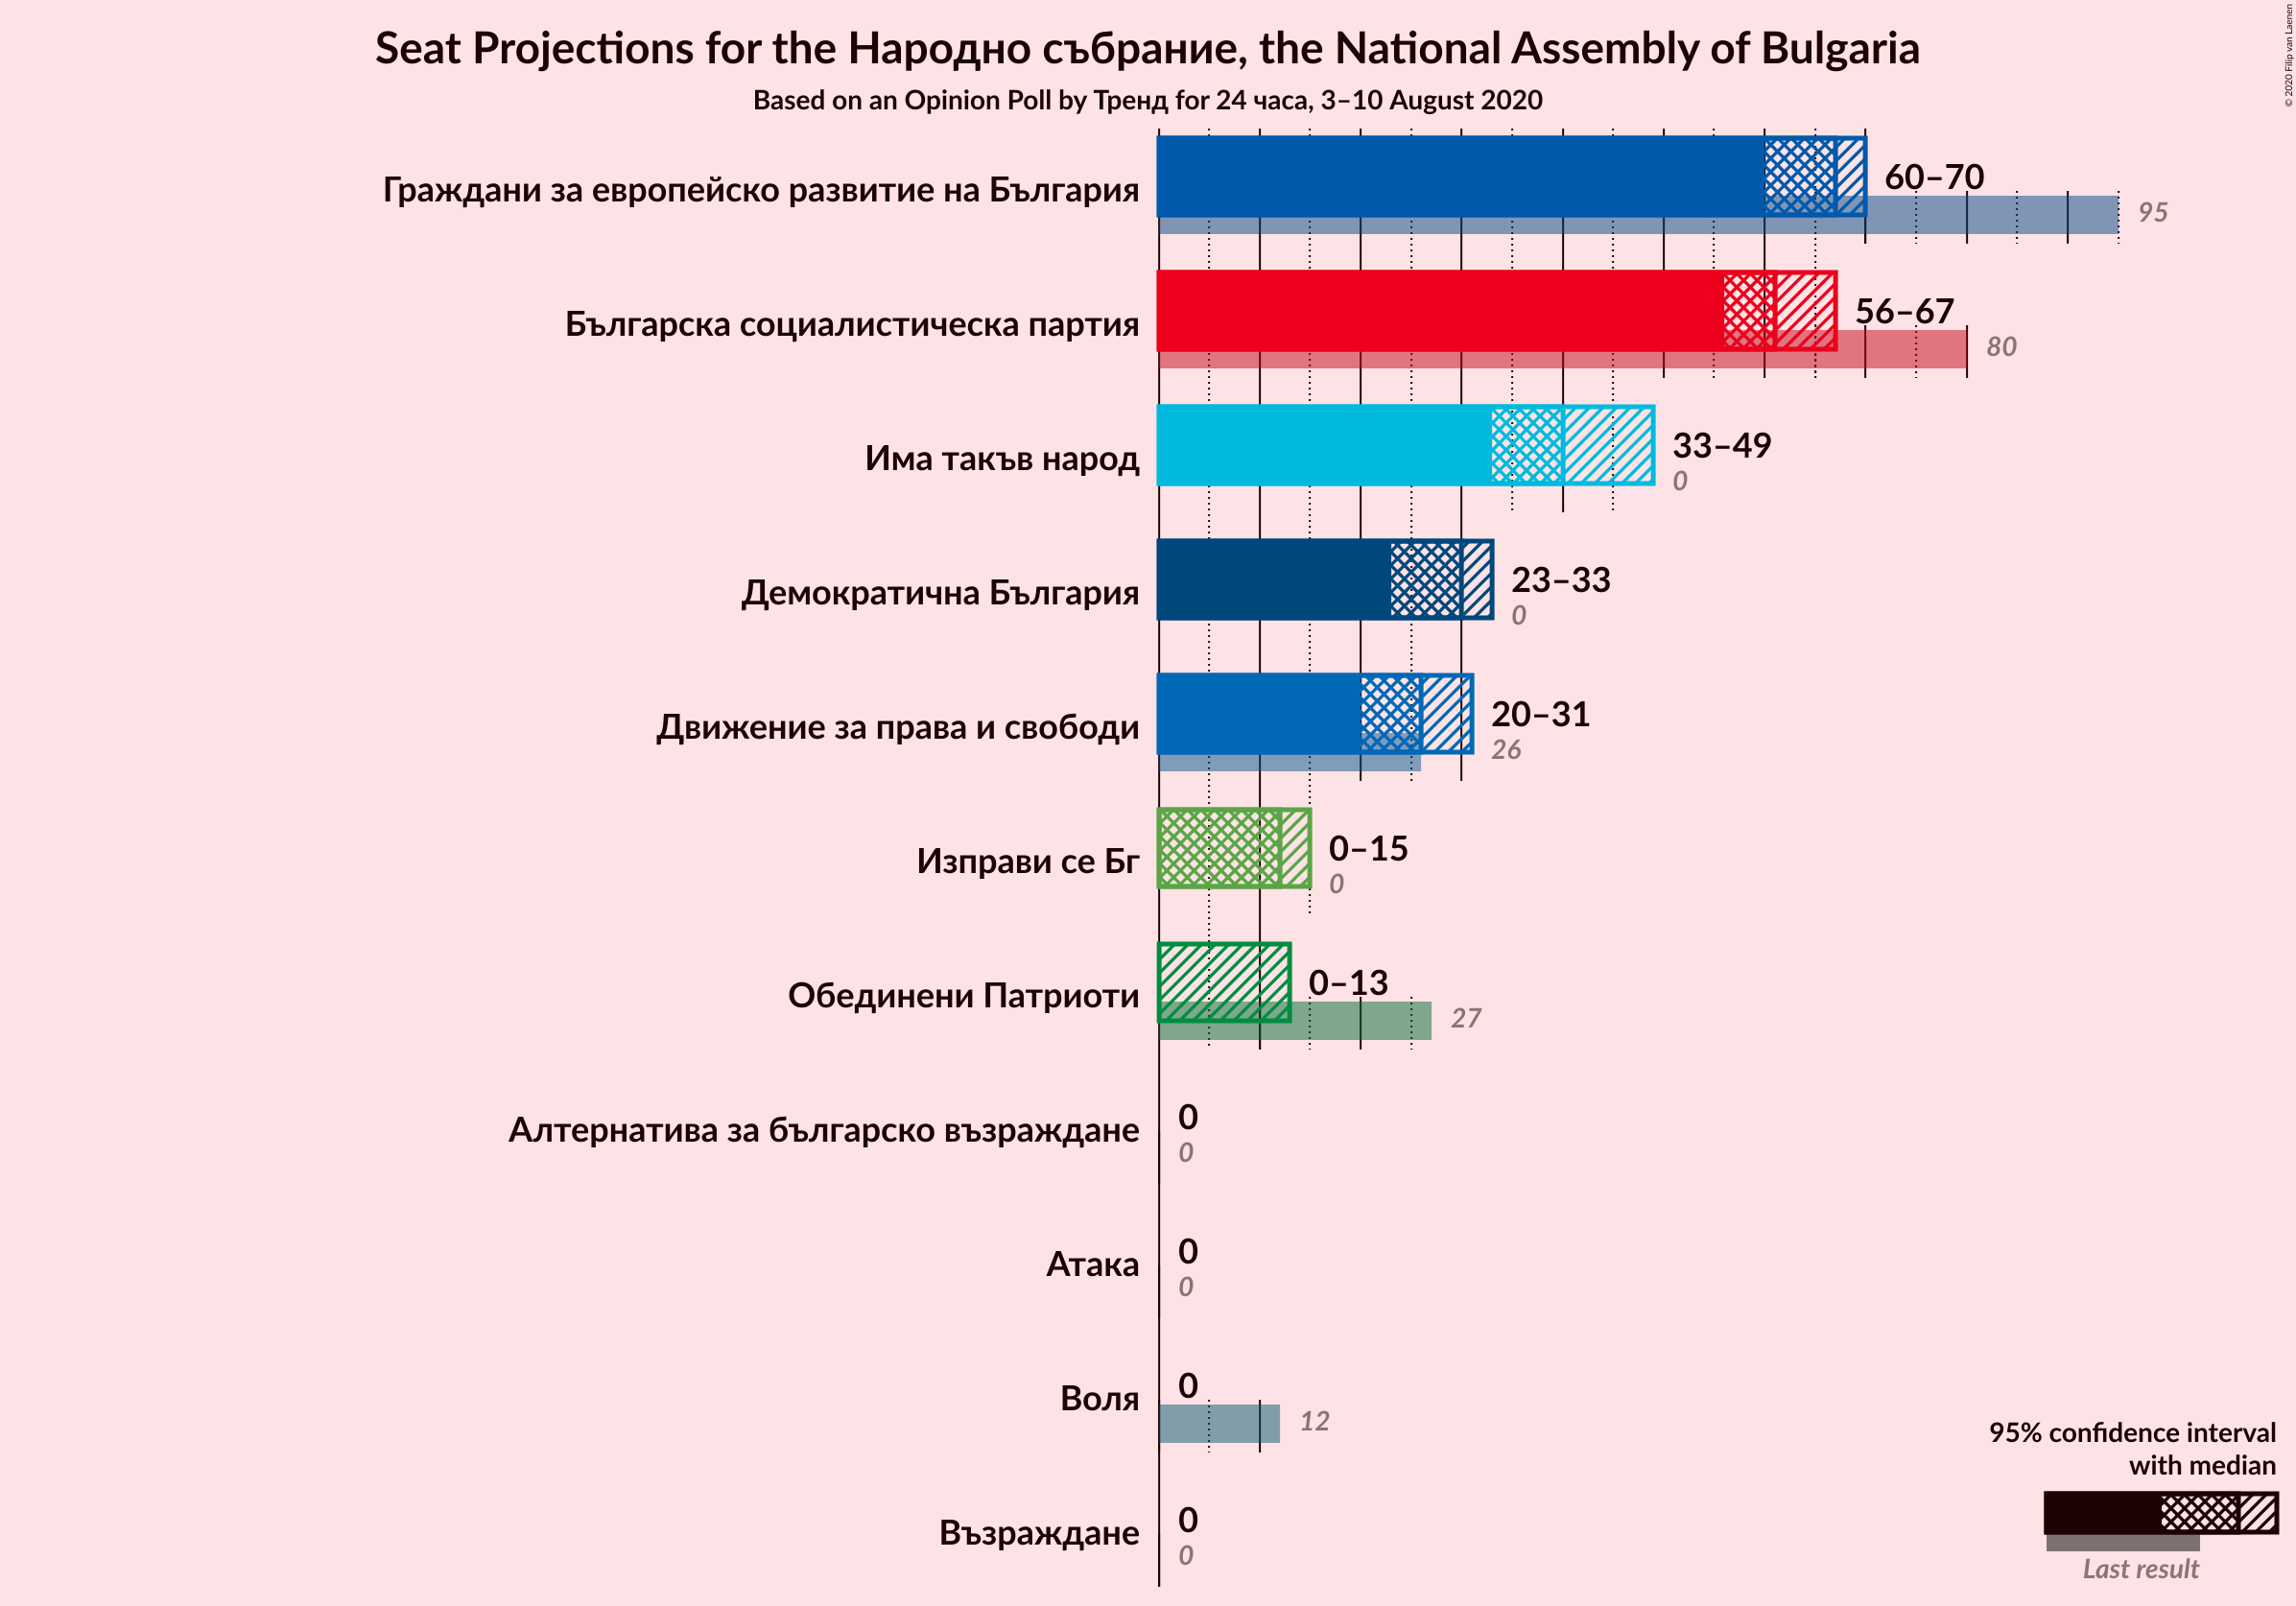 Seat Projections for the Народно събрание, the National Assembly of Bulgaria
Based on an Opinion Poll by Тренд for 24 часа, 3–10 August 2020
© 2020 Filip van Laenen
Граждани за европейско развитие на България
60–70
95
Българска социалистическа партия
56–67
80
Има такъв народ
33–49
0
Демократична България
23–33
0
Движение за права и свободи
20–31
26
Изправи се Бг
0–15
0
Обединени Патриоти
0–13
27
Алтернатива за българско възраждане
0
0
Атака
0
0
Воля
0
12
Възраждане
0
0
95% confidence interval
with median
Last result